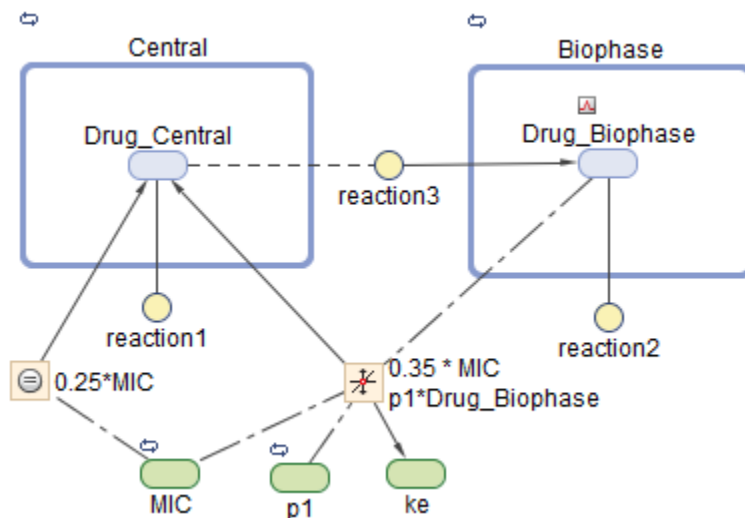 Central
Biophase
Drug_Central
Drug_Biophase
reaction3
reaction1
reaction2
0.25*MIC
0.35 * MIC
p1*Drug_Biophase
MIC
p1
ke